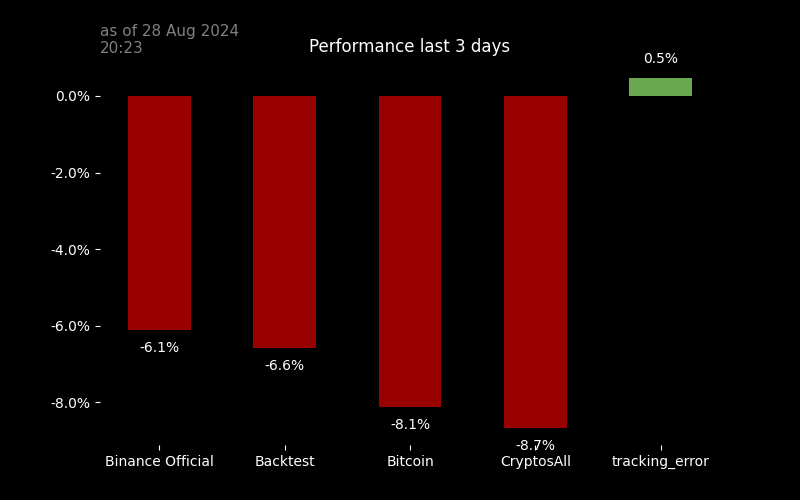 as of 28 Aug 2024
20:23
Performance last 3 days
0.5%
0.0%
-2.0%
-4.0%
-6.0%
-8.0%
-6.1%
-6.6%
-8.1%
-8.7%
Binance Official
Backtest
Bitcoin
CryptosAll
tracking_error